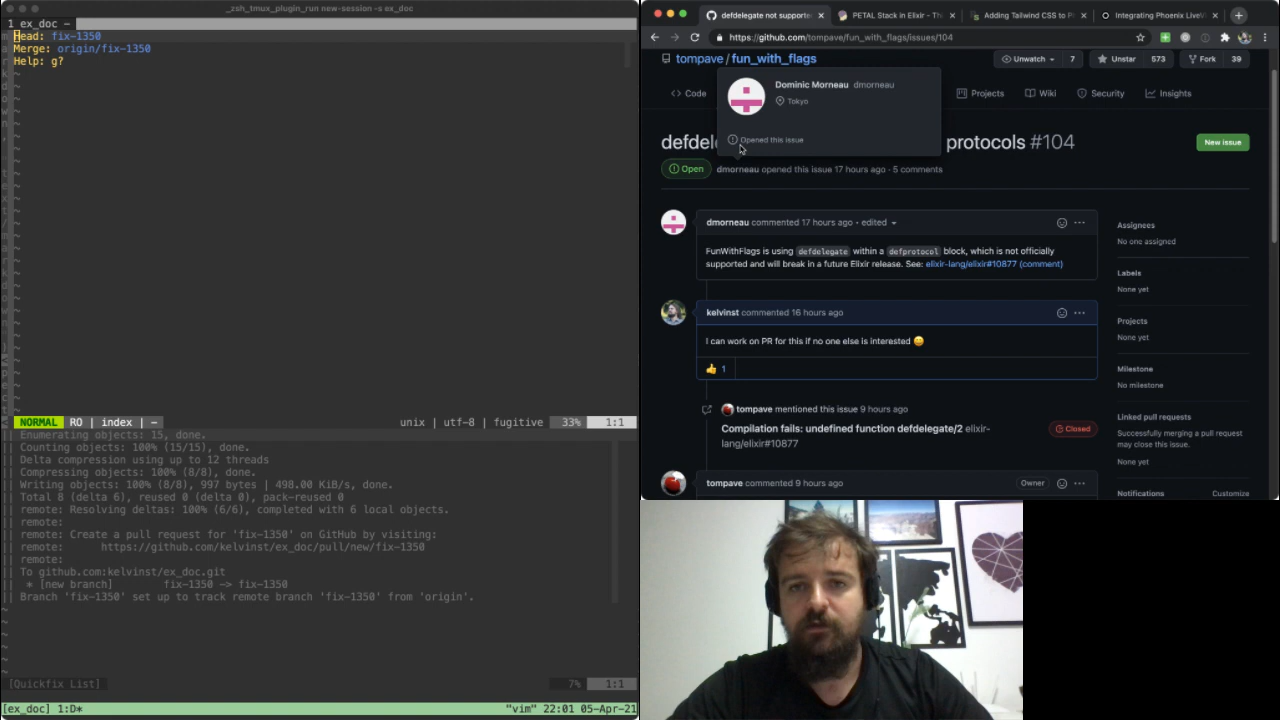 _zsh_tmux_plugin_run new-session -s ex_doc
1 ex_doc −
Head: fix-1350
Merge: origin/fix-1350
Help: g?
NORMAL RO | index | − unix | utf-8 | fugitive 33% 1:1
|| Enumerating objects: 15, done.
|| Counting objects: 100% (15/15), done.
|| Delta compression using up to 12 threads
|| Compressing objects: 100% (8/8), done.
|| Writing objects: 100% (8/8), 997 bytes | 498.00 KiB/s, done.
|| Total 8 (delta 6), reused 0 (delta 0), pack-reused 0
|| remote: Resolving deltas: 100% (6/6), completed with 6 local objects.
|| remote:
|| remote: Create a pull request for 'fix-1350' on GitHub by visiting:
|| remote: https://github.com/kelvinst/ex_doc/pull/new/fix-1350
|| remote:
|| To github.com:kelvinst/ex_doc.git
|| * [new branch] fix-1350 -> fix-1350
|| Branch 'fix-1350' set up to track remote branch 'fix-1350' from 'origin'.
[Quickfix List] 7% 1:1
[ex_doc] 1:D* "vim" 22:01 05-Apr-21
defdelegate not supporte
PETAL Stack in Elixir - Th
Adding Tailwind CSS to P
Integrating Phoenix LiveV
https://github.com/tompave/fun_with_flags/issues/104
tompave / fun_with_flags
Unwatch 7
Unstar 573
Fork 39
Code
Projects
Wiki
Security
Insights
Dominic Morneau dmorneau
Tokyo
Opened this issue
defdel protocols #104
New issue
Open dmorneau opened this issue 17 hours ago · 5 comments
dmorneau commented 17 hours ago • edited
FunWithFlags is using defdelegate within a defprotocol block, which is not officially
supported and will break in a future Elixir release. See: elixir-lang/elixir#10877 (comment)
kelvinst commented 16 hours ago
I can work on PR for this if no one else is interested 😄
👍 1
tompave mentioned this issue 9 hours ago
Compilation fails: undefined function defdelegate/2 elixir-
lang/elixir#10877
Closed
tompave commented 9 hours ago
Owner
Assignees
No one assigned
Labels
None yet
Projects
None yet
Milestone
No milestone
Linked pull requests
Successfully merging a pull request
may close this issue.
None yet
Notifications Customize